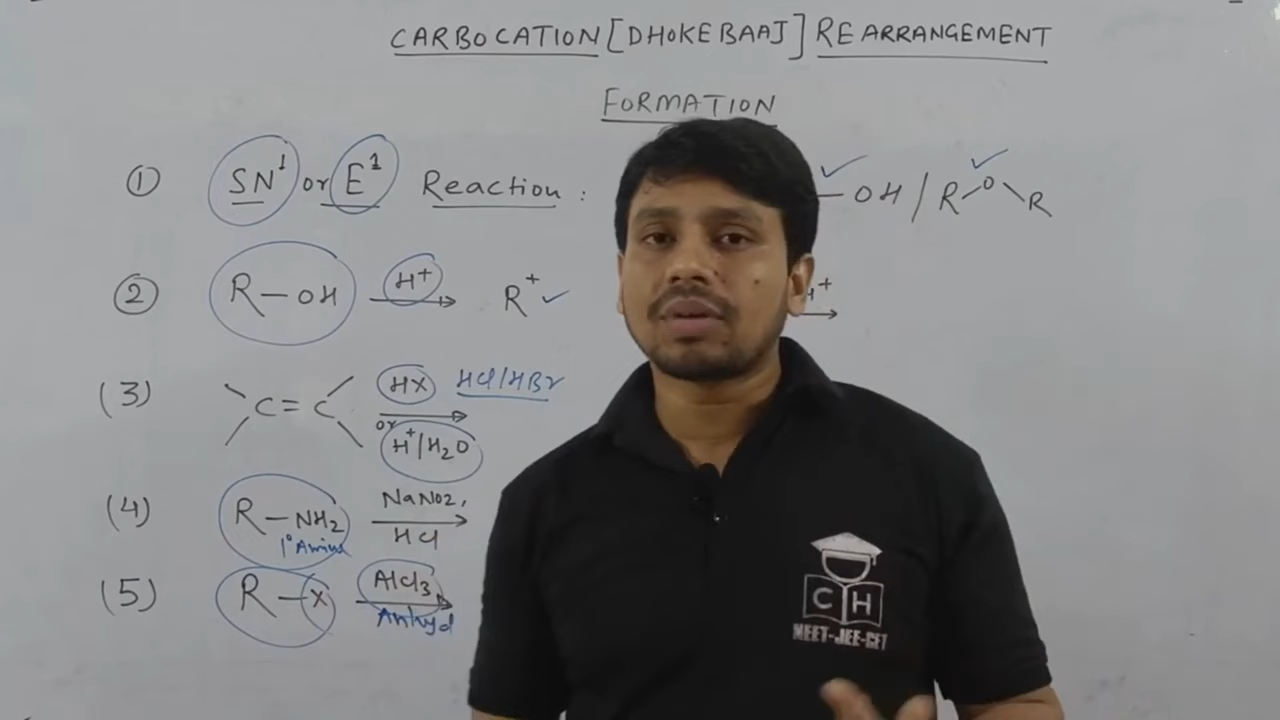 CARBOCATION [DHOKEBAAJ] REARRANGEMENT
FORMATION
① SN¹ or E¹ Reaction : —OH / R-O-R
② R—OH H⁺ → R⁺ H⁺ →
(3) C=C HX HCl/HBr
or
H⁺/H₂O
(4) R—NH₂ NaNO2, →
1° Amine HCl
(5) R—X AlCl₃ →
Anhyd
CH
NEET-JEE-CET